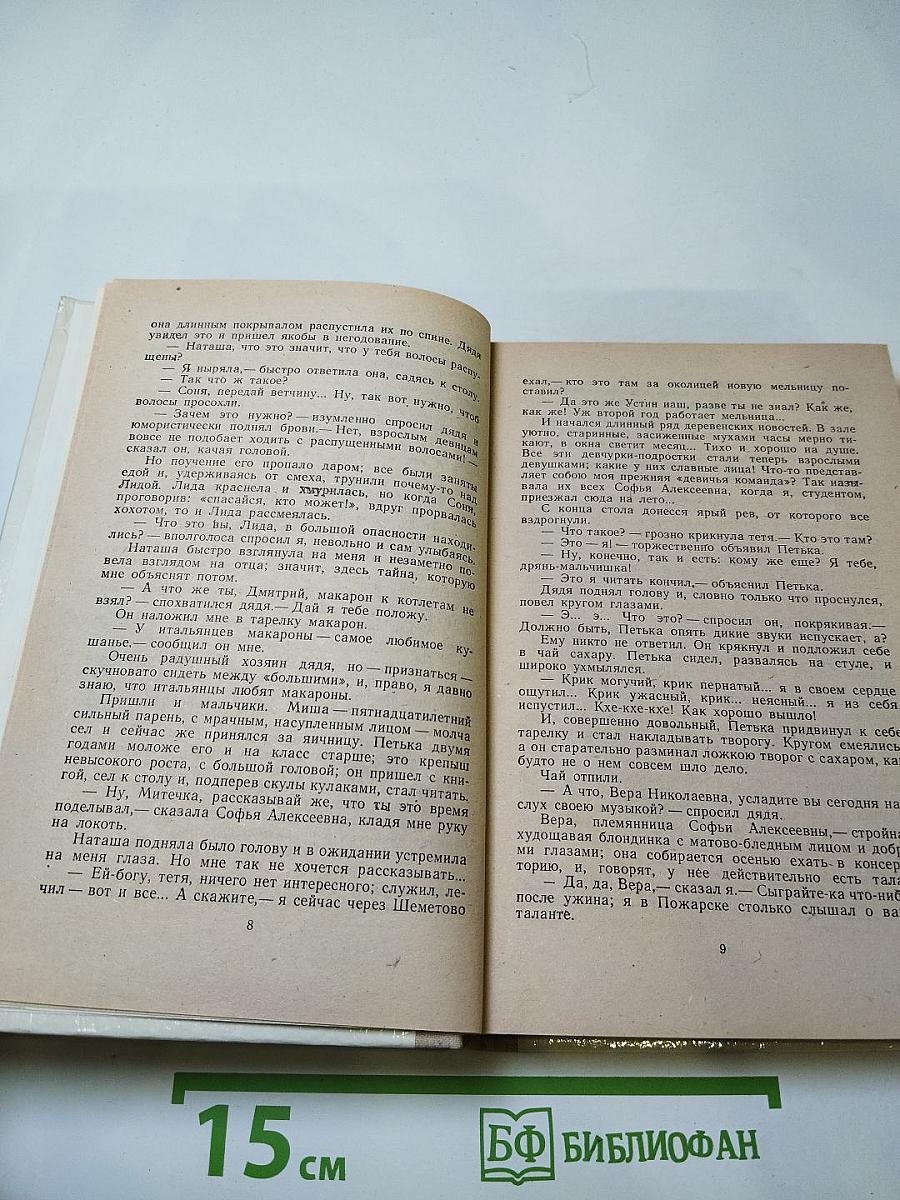 она длинным покрывалом распустила их по спине. Дядя
увидел это и пришел якобы в негодование.
— Наташа, что это значит, что у тебя волосы распу-
щены?
— Я ныряла,— быстро ответила она, садясь к столу.
— Так что ж такое?
— Соня, передай ветчину... Ну, так вот нужно, чтоб
волосы просохли.
— Зачем это нужно? — изумленно спросил дядя и
юмористически поднял брови.— Нет, взрослым девицам
вовсе не подобает ходить с распущенными волосами! —
сказал он, качая головой.
Но поучение его пропало даром; все были заняты
едой и, удерживаясь от смеха, трунили почему-то над
Лидой. Лида краснела и хмурилась, но когда Соня,
проговорив: «спасайся, кто может!», вдруг прорвалась
хохотом, то и Лида рассмеялась.
— Что это вы, Лида, в большой опасности находи-
лись? — вполголоса спросил я, невольно и сам улыбаясь.
Наташа быстро взглянула на меня и незаметно по-
вела взглядом на отца; значит, здесь тайна, которую
мне объяснят потом.
— А что же ты, Дмитрий, макарон к котлетам не
взял? — спохватился дядя.— Дай я тебе положу.
Он наложил мне в тарелку макарон.
— У итальянцев макароны — самое любимое ку-
шанье,— сообщил он мне.
Очень радушный хозяин дядя, но — признаться —
скучновато сидеть между «большими», и, право, я давно
знаю, что итальянцы любят макароны.
Пришли и мальчики. Миша — пятнадцатилетний
сильный парень, с мрачным, насупленным лицом — молча
сел и сейчас же принялся за яичницу. Петька двумя
годами моложе его и на класс старше; это крепыш
невысокого роста, с большой головой; он пришел с кни-
гой, сел к столу и, подперев скулы кулаками, стал читать.
— Ну, Митечка, рассказывай же, что ты это время
поделывал,— сказала Софья Алексеевна, кладя мне руку
на локоть.
Наташа подняла было голову и в ожидании устремила
на меня глаза. Но мне так не хочется рассказывать...
— Ей-богу, тетя, ничего нет интересного; служил, ле-
чил — вот и все... А скажите,— я сейчас через Шеметово
8
ехал,— кто это там за околицей новую мельницу по-
ставил?
— Да это же Устин наш, разве ты не знал? Как же,
как же! Уж второй год работает мельница...
И начался длинный ряд деревенских новостей. В зале
уютно, старинные, засиженные мухами часы мерно ти-
кают, в окна светит месяц... Тихо и хорошо на душе.
Все эти девчурки-подростки стали теперь взрослыми
девушками; какие у них славные лица! Что-то представ-
ляет собою моя прежняя «девичья команда»? Так назы-
вала их всех Софья Алексеевна, когда я, студентом,
приезжал сюда на лето...
С конца стола донесся ярый рев, от которого все
вздрогнули.
— Что такое? — грозно крикнула тетя.— Кто это там?
— Это — я! — торжественно объявил Петька.
— Ну, конечно, так и есть: кому же еще? Я тебе,
дрянь-мальчишка!
— Это я читать кончил,— объяснил Петька.
Дядя поднял голову и, словно только что проснулся,
повел кругом глазами.
— Э... э... Что это? — спросил он, покрякивая.—
Должно быть, Петька опять дикие звуки испускает, а?
Ему никто не ответил. Он крякнул и подложил себе
в чай сахару. Петька сидел, развалясь на стуле, и
широко ухмылялся.
— Крик могучий, крик пернатый... я в своем сердце
ощутил... Крик ужасный, крик... неясный... я из себя
испустил... Кхе-кхе-кхе! Как хорошо вышло!
И, совершенно довольный, Петька придвинул к себе
тарелку и стал накладывать творогу. Кругом смеялись,
а он старательно разминал ложкою творог с сахаром, как
будто не о нем совсем шло дело.
Чай отпили.
— А что, Вера Николаевна, усладите вы сегодня на
слух своею музыкой? — спросил дядя.
Вера, племянница Софьи Алексеевны,— стройна
худощавая блондинка с матово-бледным лицом и добр
ми глазами; она собирается осенью ехать в консер
торию, и, говорят, у нее действительно есть тала
— Да, да, Вера,— сказал я.— Сыграйте-ка что-ниб
после ужина; я в Пожарске столько слышал о ва
таланте.
9
15 см
БФ БИБЛИОФАН